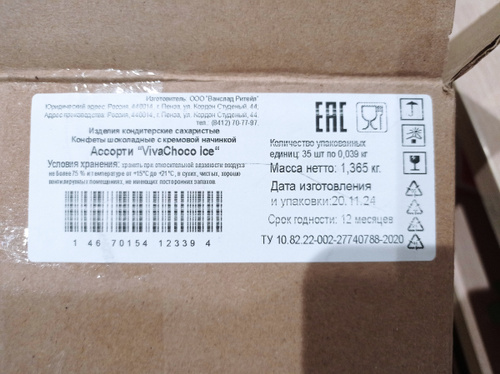 Изготовитель: ООО "Вэнслад Ритейл"
Юридический адрес: Россия, 440014, г. Пенза, ул. Кордон Студеный, 44,
Адрес производства: Россия, 440014, г. Пенза, ул. Кордон Студеный, 44,
тел.: (8412) 70-77-97.
Изделия кондитерские сахаристые
Конфеты шоколадные с кремовой начинкой
Ассорти "VivaChoco Ice"
Условия хранения: хранить при относительной влажности воздуха
не более 75 % и температуре от +15°C до +21°C, в сухих, чистых, хорошо
вентилируемых помещениях, не имеющих посторонних запахов.
1 46 70154 12339 4
EAC
Количество упакованных
единиц: 35 шт по 0,039 кг
Масса нетто: 1,365 кг.
Дата изготовления
и упаковки: 20.11.24
Срок годности: 12 месяцев
ТУ 10.82.22-002-27740788-2020